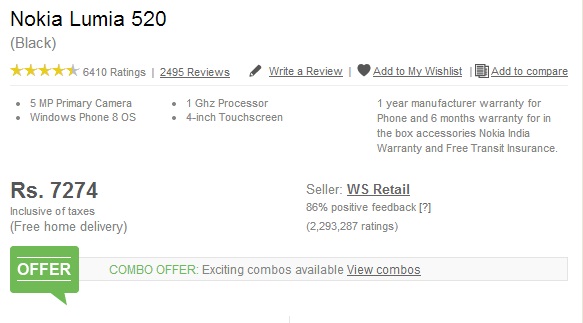 Nokia Lumia 520
(Black)
6410 Ratings | 2495 Reviews Write a Review | Add to My Wishlist | Add to compare
• 5 MP Primary Camera
• Windows Phone 8 OS
• 1 Ghz Processor
• 4-inch Touchscreen
1 year manufacturer warranty for
Phone and 6 months warranty for in
the box accessories Nokia India
Warranty and Free Transit Insurance.
Rs. 7274
Inclusive of taxes
(Free home delivery)
Seller: WS Retail
86% positive feedback [?]
(2,293,287 ratings)
OFFER
COMBO OFFER: Exciting combos available View combos